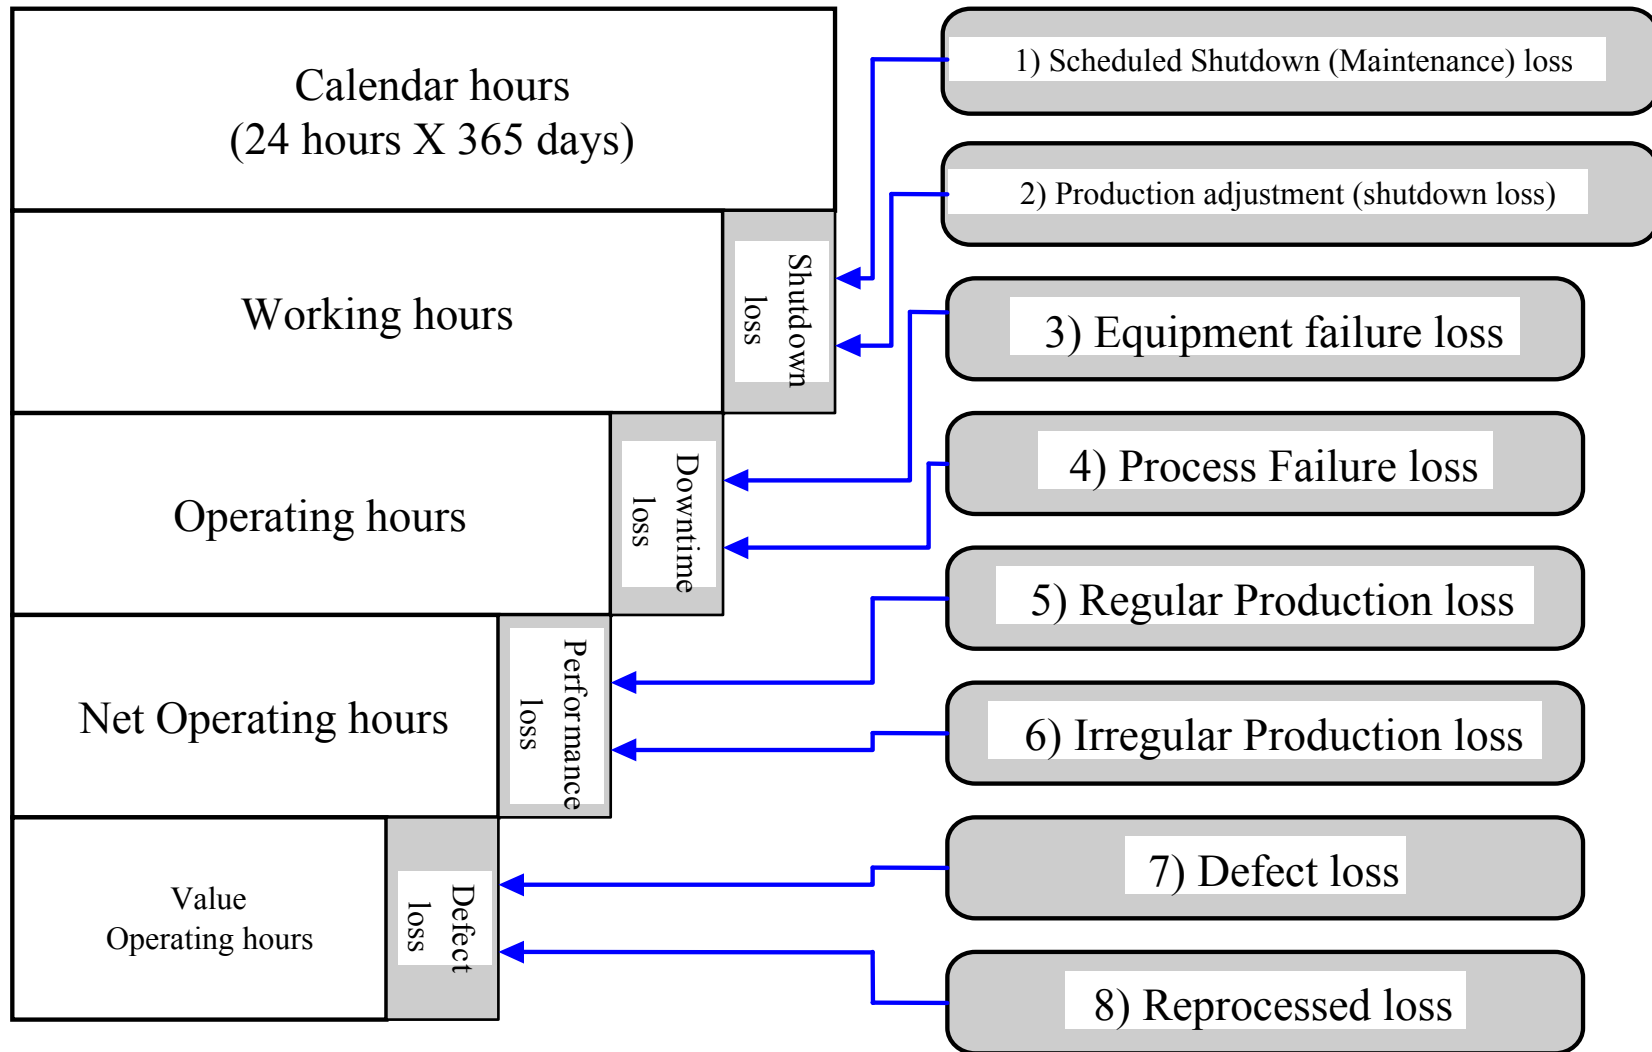 Calendar hours
(24 hours X 365 days)
Working hours
Shutdown
loss
Operating hours
Downtime
loss
Net Operating hours
Performance
loss
Value
Operating hours
Defect
loss
1) Scheduled Shutdown (Maintenance) loss
2) Production adjustment (shutdown loss)
3) Equipment failure loss
4) Process Failure loss
5) Regular Production loss
6) Irregular Production loss
7) Defect loss
8) Reprocessed loss